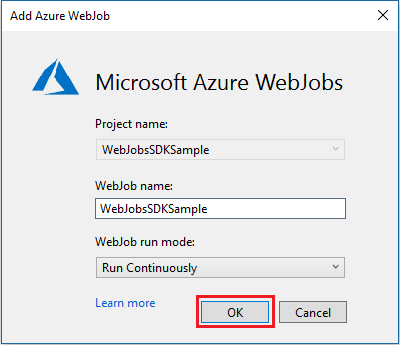 Add Azure WebJob
Microsoft Azure WebJobs
Project name:
WebJobsSDKSample
WebJob name:
WebJobsSDKSample
WebJob run mode:
Run Continuously
Learn more
OK
Cancel